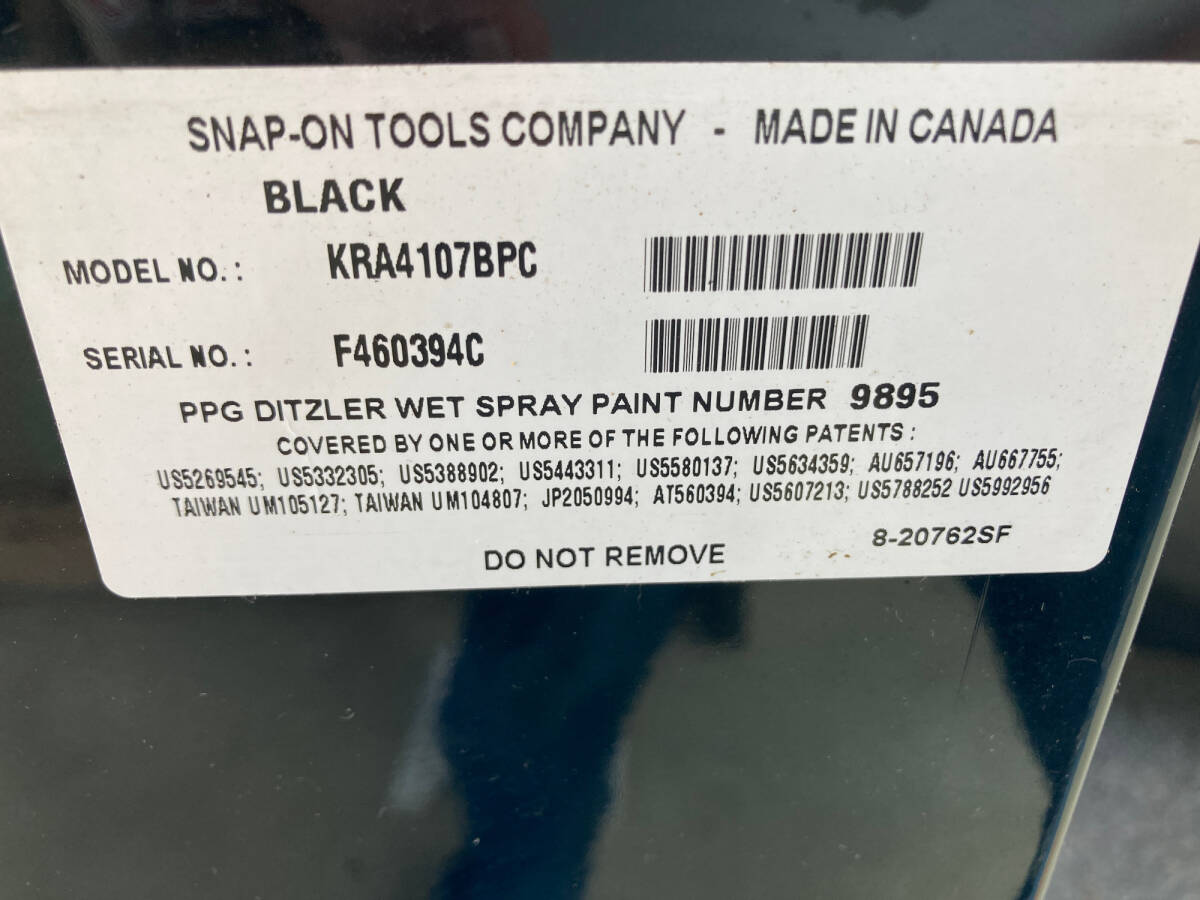 SNAP-ON TOOLS COMPANY - MADE IN CANADA
BLACK
MODEL NO. : KRA4107BPC
SERIAL NO. : F460394C
PPG DITZLER WET SPRAY PAINT NUMBER 9895
COVERED BY ONE OR MORE OF THE FOLLOWING PATENTS :
US5269545; US5332305; US5388902; US5443311; US5580137; US5634359; AU657196; AU667755;
TAIWAN UM105127; TAIWAN UM104807; JP2050994; AT560394; US5607213; US5788252 US5992956
8-20762SF
DO NOT REMOVE